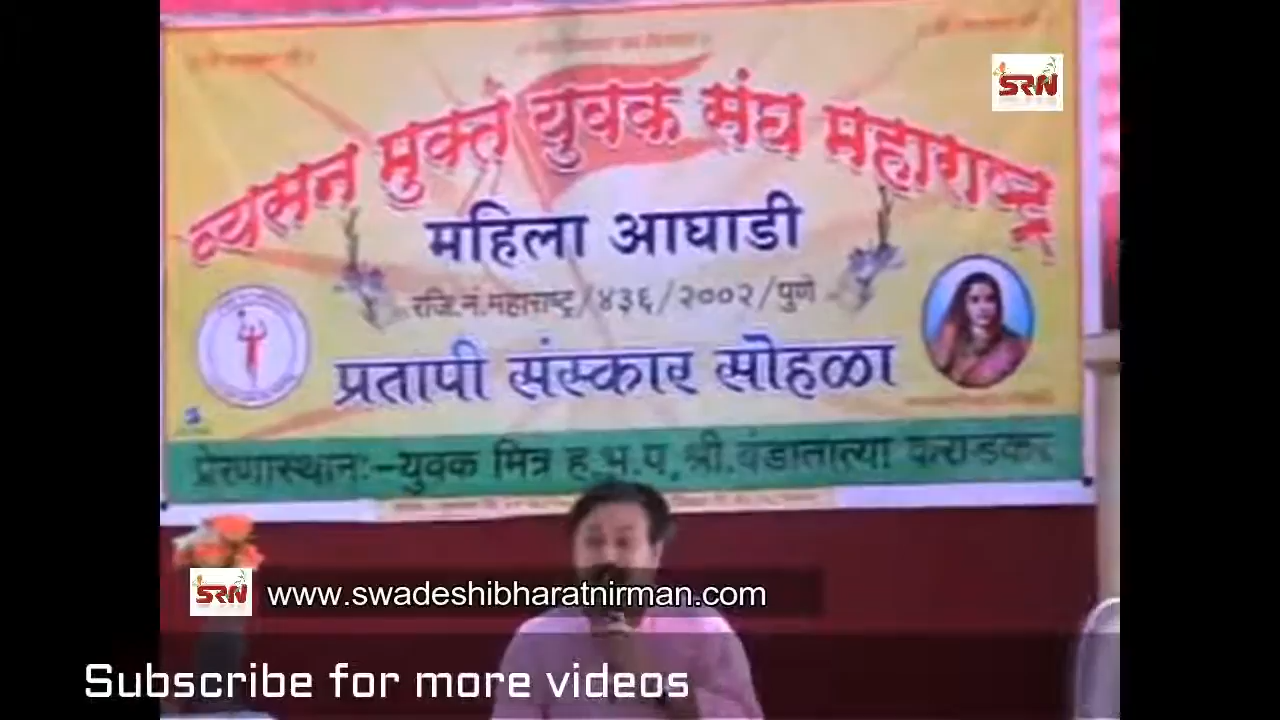 SRN
व्यसन मुक्त युवक संघ महाराष्ट्र
महिला आघाडी
रजि.नं.महाराष्ट्र/४३६/२००२/पुणे
प्रतापी संस्कार सोहळा
प्रेरणास्थान:-युवक मित्र ह.भ.प.श्री.बंडातात्या कराडकर
SRN www.swadeshibharatnirman.com
Subscribe for more videos